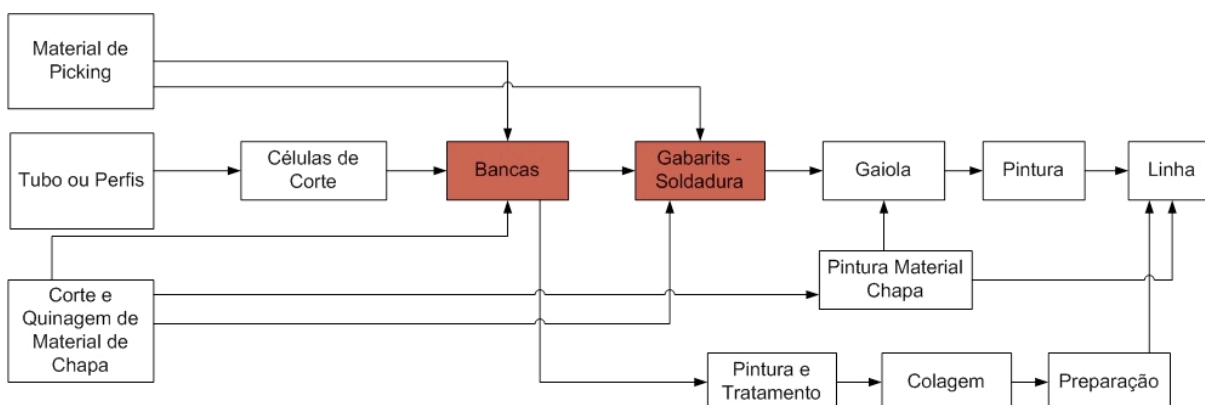 Material de
Picking
Tubo ou Perfis
Células de
Corte
Bancas
Gabarits -
Soldadura
Gaiola
Pintura
Linha
Corte e
Quinagem de
Material de
Chapa
Pintura Material
Chapa
Pintura e
Tratamento
Colagem
Preparação